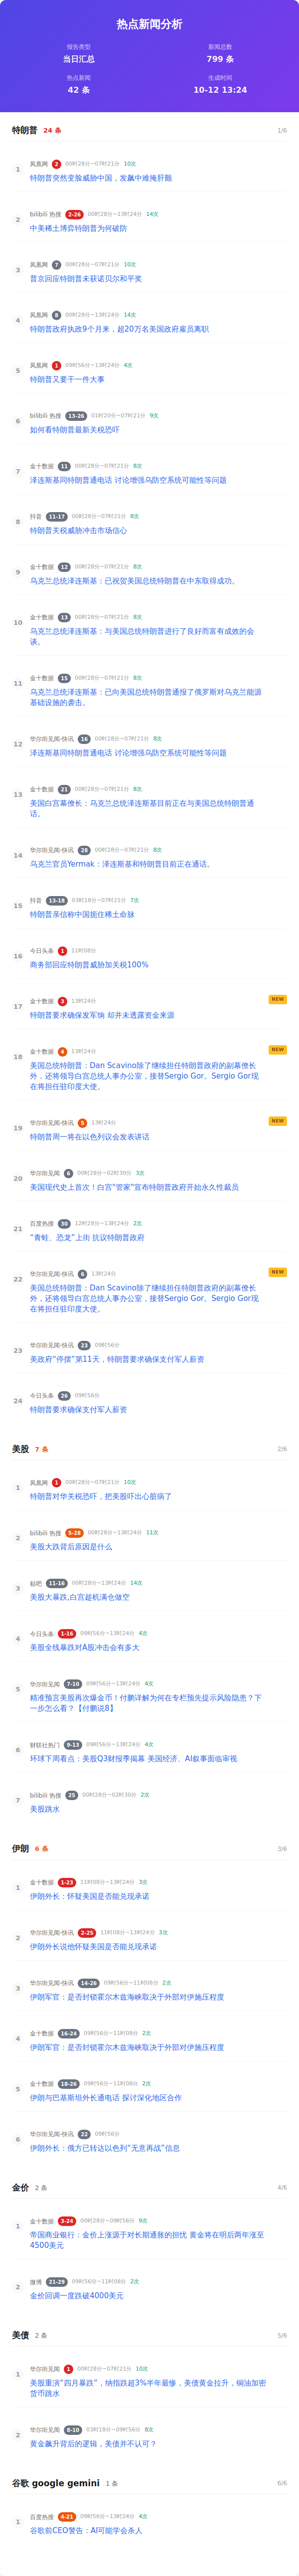 热点新闻分析
报告类型
新闻总数
当日汇总
799 条
热点新闻
生成时间
42 条
10-12 13:24
特朗普 24 条 1/6
1 凤凰网 2 00时28分~07时21分 10次
特朗普突然变脸威胁中国，发飙中难掩肝颤
2 bilibili 热搜 2-26 00时28分~13时24分 14次
中美稀土博弈特朗普为何破防
3 凤凰网 7 00时28分~07时21分 10次
普京回应特朗普未获诺贝尔和平奖
4 凤凰网 8 00时28分~13时24分 14次
特朗普政府执政9个月来，超20万名美国政府雇员离职
5 凤凰网 1 09时56分~13时24分 4次
特朗普又要干一件大事
6 bilibili 热搜 13-26 01时20分~07时21分 9次
如何看特朗普最新关税恐吓
7 金十数据 11 00时28分~07时21分 8次
泽连斯基同特朗普通电话 讨论增强乌防空系统可能性等问题
8 抖音 11-17 00时28分~07时21分 8次
特朗普关税威胁冲击市场信心
9 金十数据 12 00时28分~07时21分 8次
乌克兰总统泽连斯基：已祝贺美国总统特朗普在中东取得成功。
10 金十数据 13 00时28分~07时21分 8次
乌克兰总统泽连斯基：与美国总统特朗普进行了良好而富有成效的会
谈。
11 金十数据 15 00时28分~07时21分 8次
乌克兰总统泽连斯基：已向美国总统特朗普通报了俄罗斯对乌克兰能源
基础设施的袭击。
12 华尔街见闻-快讯 16 00时28分~07时21分 8次
泽连斯基同特朗普通电话 讨论增强乌防空系统可能性等问题
13 金十数据 21 00时28分~07时21分 8次
美国白宫幕僚长：乌克兰总统泽连斯基目前正在与美国总统特朗普通
话。
14 华尔街见闻-快讯 28 00时28分~07时21分 8次
乌克兰官员Yermak：泽连斯基和特朗普目前正在通话。
15 抖音 13-18 03时18分~07时21分 7次
特朗普亲信称中国扼住稀土命脉
16 今日头条 1 11时08分
商务部回应特朗普威胁加关税100%
17 金十数据 3 13时24分 NEW
特朗普要求确保发军饷 却并未透露资金来源
18 金十数据 4 13时24分 NEW
美国总统特朗普：Dan Scavino除了继续担任特朗普政府的副幕僚长
外，还将领导白宫总统人事办公室，接替Sergio Gor。Sergio Gor现
在将担任驻印度大使。
19 华尔街见闻-快讯 5 13时24分 NEW
特朗普周一将在以色列议会发表讲话
20 华尔街见闻 6 00时28分~02时30分 3次
美国现代史上首次！白宫"管家"宣布特朗普政府开始永久性裁员
21 百度热搜 30 12时28分~13时24分 2次
“青蛙、恐龙”上街 抗议特朗普政府
22 华尔街见闻-快讯 8 13时24分 NEW
美国总统特朗普：Dan Scavino除了继续担任特朗普政府的副幕僚长
外，还将领导白宫总统人事办公室，接替Sergio Gor。Sergio Gor现
在将担任驻印度大使。
23 华尔街见闻-快讯 23 09时56分
美政府“停摆”第11天，特朗普要求确保支付军人薪资
24 今日头条 26 09时56分
特朗普要求确保支付军人薪资
美股 7 条 2/6
1 凤凰网 1 00时28分~07时21分 10次
特朗普对华关税恐吓，把美股吓出心脏病了
2 bilibili 热搜 5-28 00时28分~13时24分 11次
美股大跌背后原因是什么
3 贴吧 11-16 00时28分~13时24分 14次
美股大暴跌,白宫趁机满仓做空
4 今日头条 1-16 09时56分~13时24分 4次
美股全线暴跌对A股冲击会有多大
5 华尔街见闻 7-10 09时56分~13时24分 4次
精准预言美股再次爆金币！付鹏详解为何在专栏预先提示风险隐患？下
一步怎么看？【付鹏说8】
6 财联社热门 9-13 09时56分~13时24分 4次
环球下周看点：美股Q3财报季揭幕 美国经济、AI叙事面临审视
7 bilibili 热搜 25 00时28分~02时30分 2次
美股跳水
伊朗 6 条 3/6
1 金十数据 1-23 11时08分~13时24分 3次
伊朗外长：怀疑美国是否能兑现承诺
2 华尔街见闻-快讯 2-25 11时08分~13时24分 3次
伊朗外长说他怀疑美国是否能兑现承诺
3 华尔街见闻-快讯 14-26 09时56分~11时08分 2次
伊朗军官：是否封锁霍尔木兹海峡取决于外部对伊施压程度
4 金十数据 16-24 09时56分~11时08分 2次
伊朗军官：是否封锁霍尔木兹海峡取决于外部对伊施压程度
5 金十数据 18-26 09时56分~11时08分 2次
伊朗与巴基斯坦外长通电话 探讨深化地区合作
6 华尔街见闻-快讯 22 09时56分
伊朗外长：俄方已转达以色列“无意再战”信息
金价 2 条 4/6
1 金十数据 3-24 00时28分~09时56分 9次
帝国商业银行：金价上涨源于对长期通胀的担忧 黄金将在明后两年涨至
4500美元
2 微博 21-29 09时56分~11时08分 2次
金价回调一度跌破4000美元
美债 2 条 5/6
1 华尔街见闻 1 00时28分~07时21分 10次
美股重演“四月暴跌”，纳指跌超3%半年最惨，美债黄金拉升，铜油加密
货币跳水
2 华尔街见闻 8-10 03时18分~09时56分 8次
黄金飙升背后的逻辑，美债并不认可？
谷歌 google gemini 1 条 6/6
1 百度热搜 4-21 09时56分~13时24分 4次
谷歌前CEO警告：AI可能学会杀人